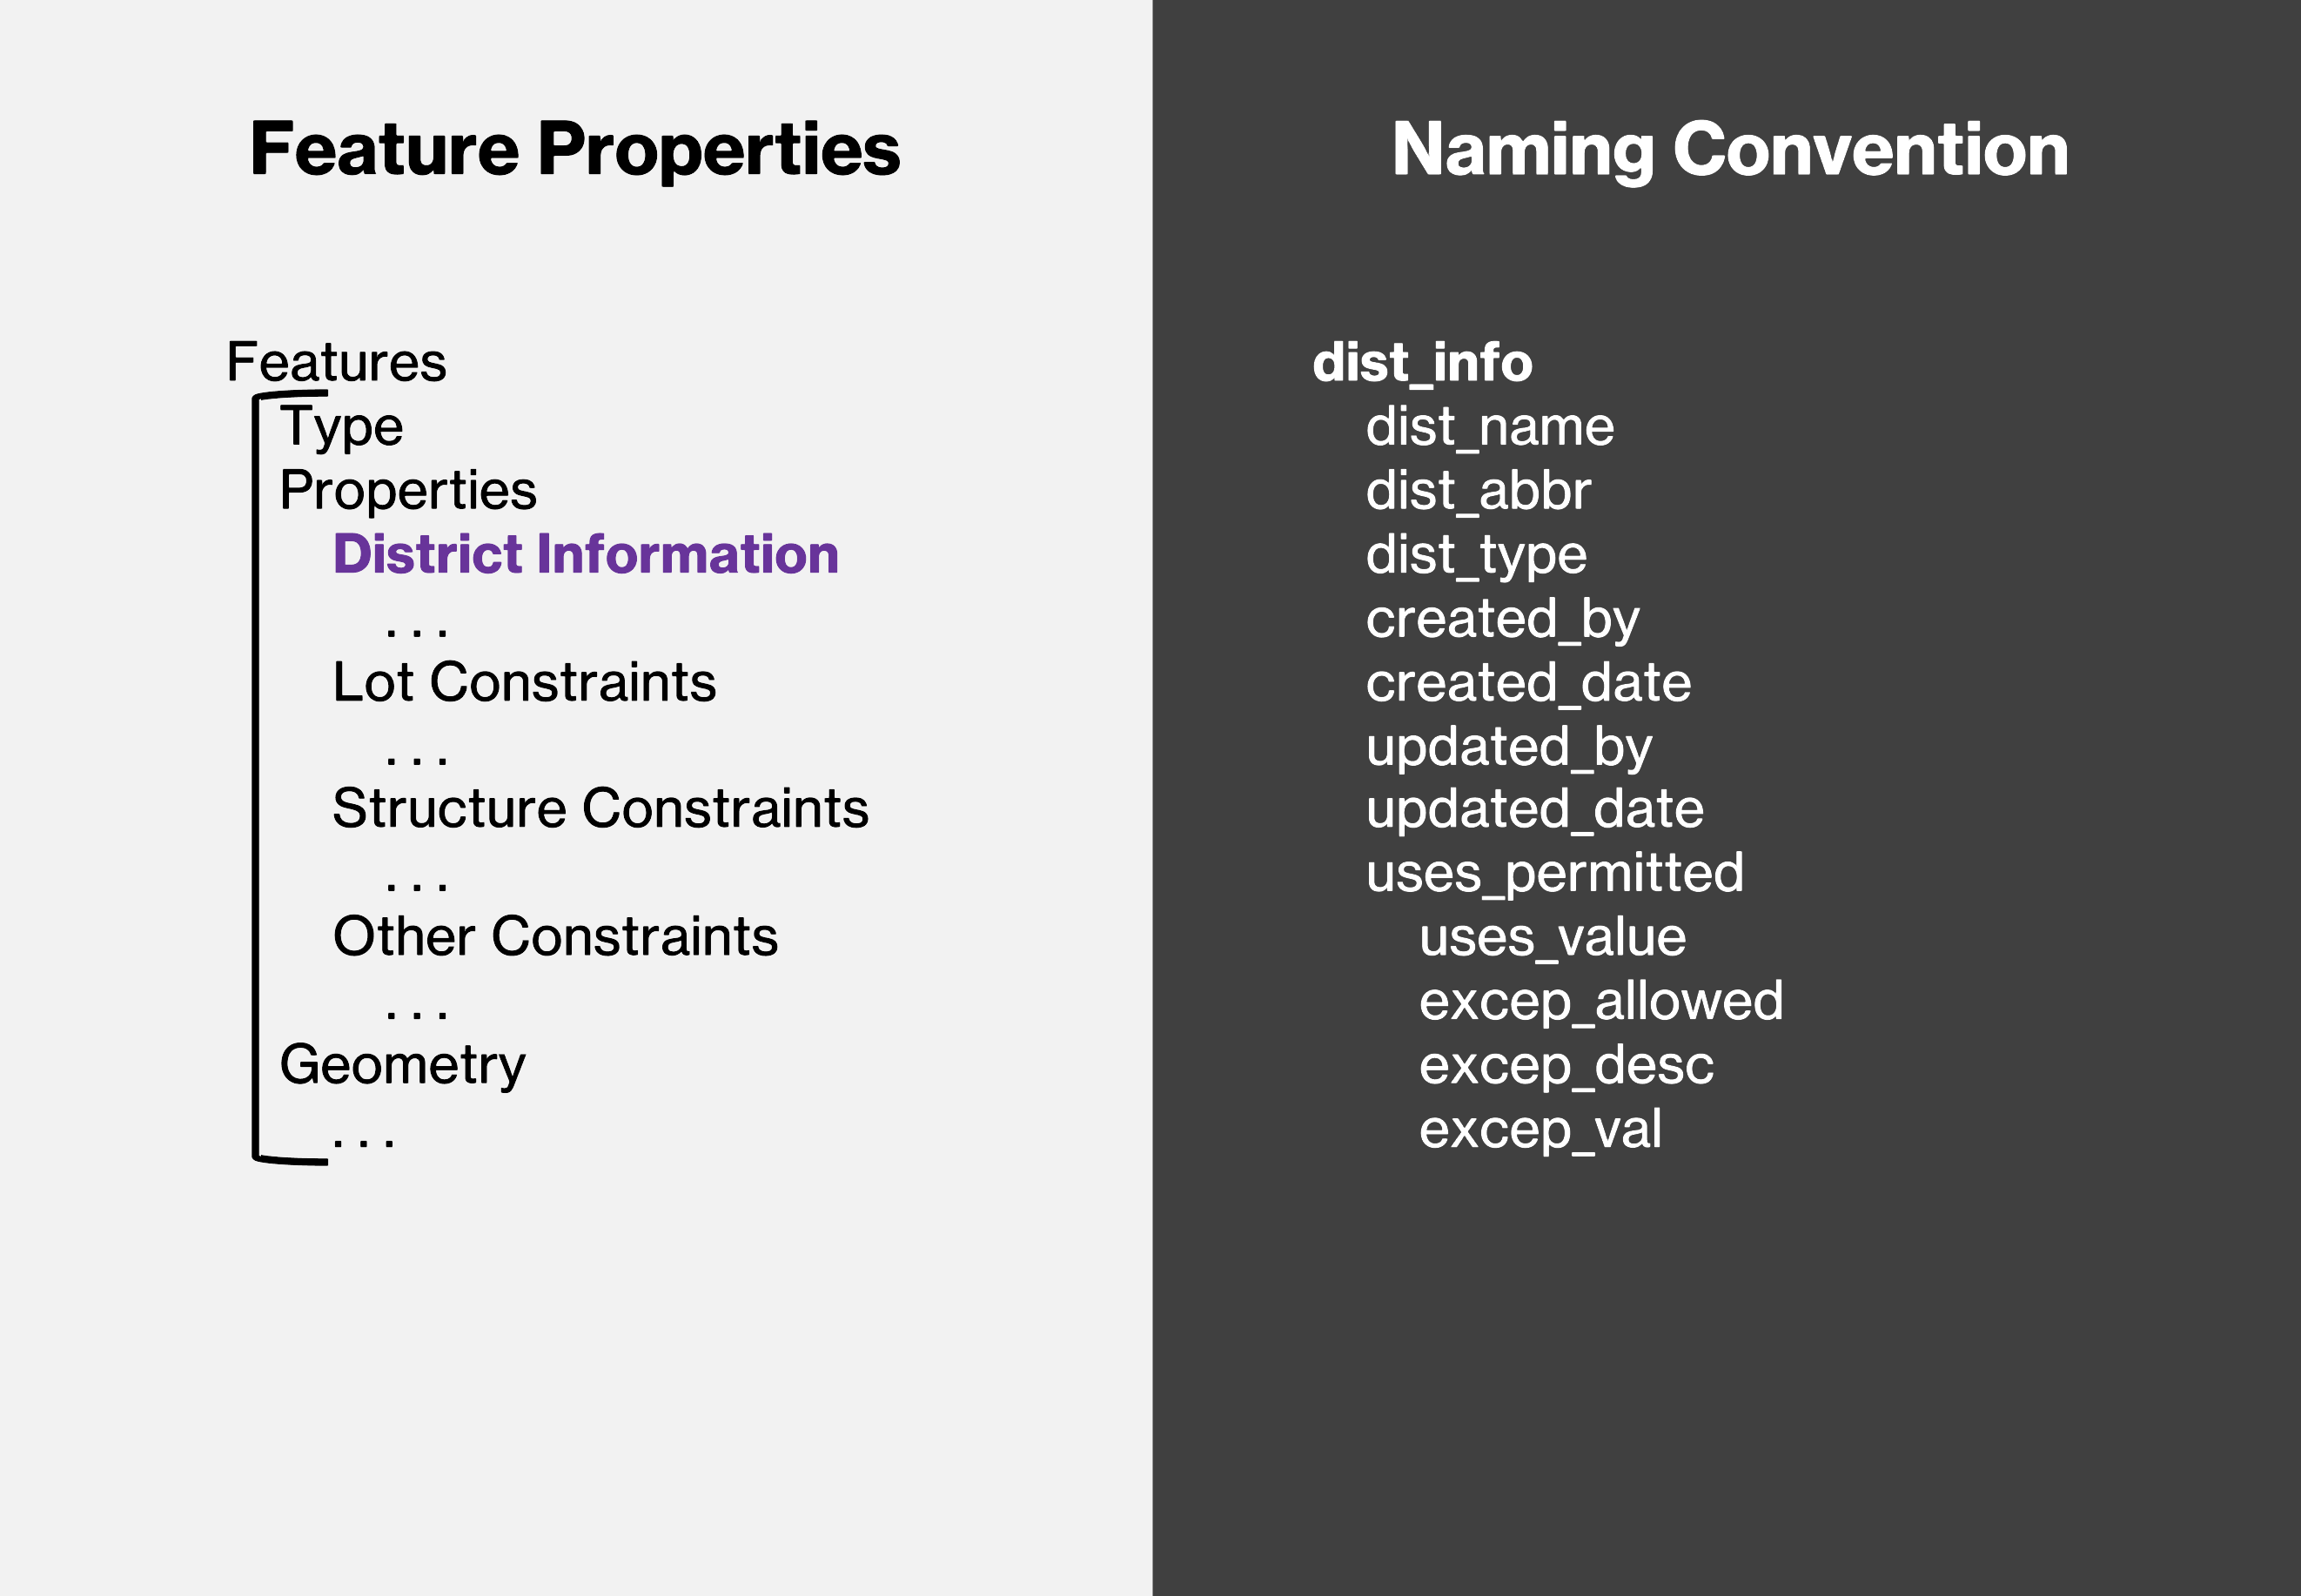 Feature Properties
Features
Type
Properties
District Information
...
Lot Constraints
...
Structure Constraints
...
Other Constraints
...
Geometry
...
Naming Convention
dist_info
dist_name
dist_abbr
dist_type
created_by
created_date
updated_by
updated_date
uses_permitted
uses_value
excep_allowed
excep_desc
excep_val